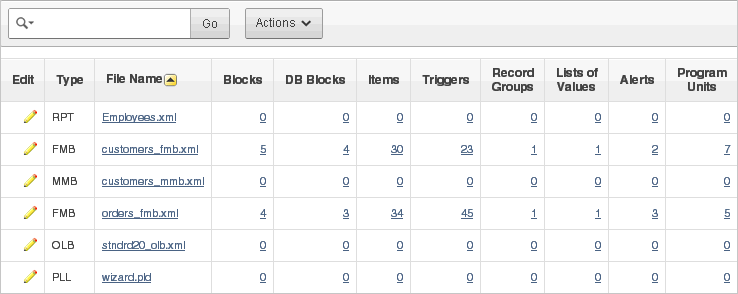 Go Actions
Edit Type File Name Blocks DB Blocks Items Triggers Record Groups Lists of Values Alerts Program Units
RPT Employees.xml 0 0 0 0 0 0 0 0
FMB customers_fmb.xml 5 4 30 23 1 1 2 7
MMB customers_mmb.xml 0 0 0 0 0 0 0 0
FMB orders_fmb.xml 4 3 34 45 1 1 3 5
OLB stndrd20_olb.xml 0 0 0 0 0 0 0 0
PLL wizard.pld 0 0 0 0 0 0 0 0